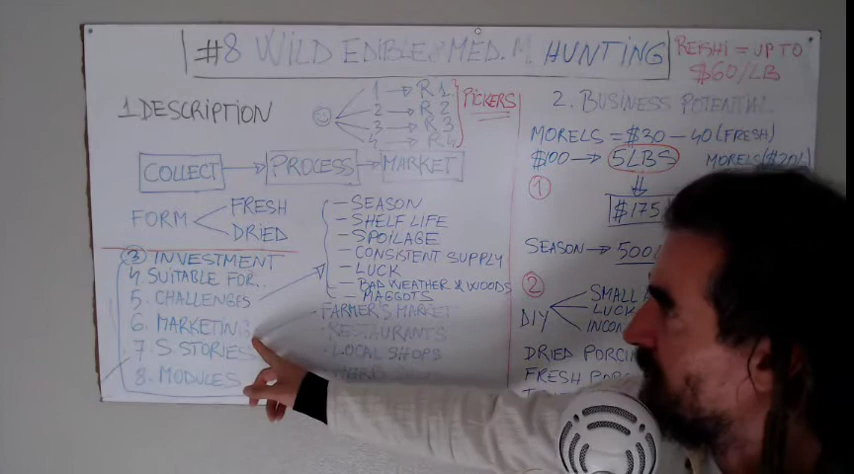 #8 WILD EDIBLE & MED. M. HUNTING
REISHI = UP TO
$60/LB
1. DESCRIPTION
1 → R 1
2 → R 2
3 → R 3
4 → R 4
PICKERS
COLLECT → PROCESS → MARKET
FORM
FRESH
DRIED
3 INVESTMENT
4 SUITABLE FOR..
5. CHALLENGES
6. MARKETING
7. S. STORIES
8. MODULES
- SEASON
- SHELF LIFE
- SPOILAGE
- CONSISTENT SUPPLY
- LUCK
- BAD WEATHER & WOODS
- MAGGOTS
- FARMER'S MARKET
- RESTAURANTS
- LOCAL SHOPS
2. BUSINESS POTENTIAL
MORELS = $30 - 40 (FRESH)
$100 → 5LBS MORELS
1
$175
SEASON → 500
2
DIY
SMALL
LUCK
DRIED
FRESH